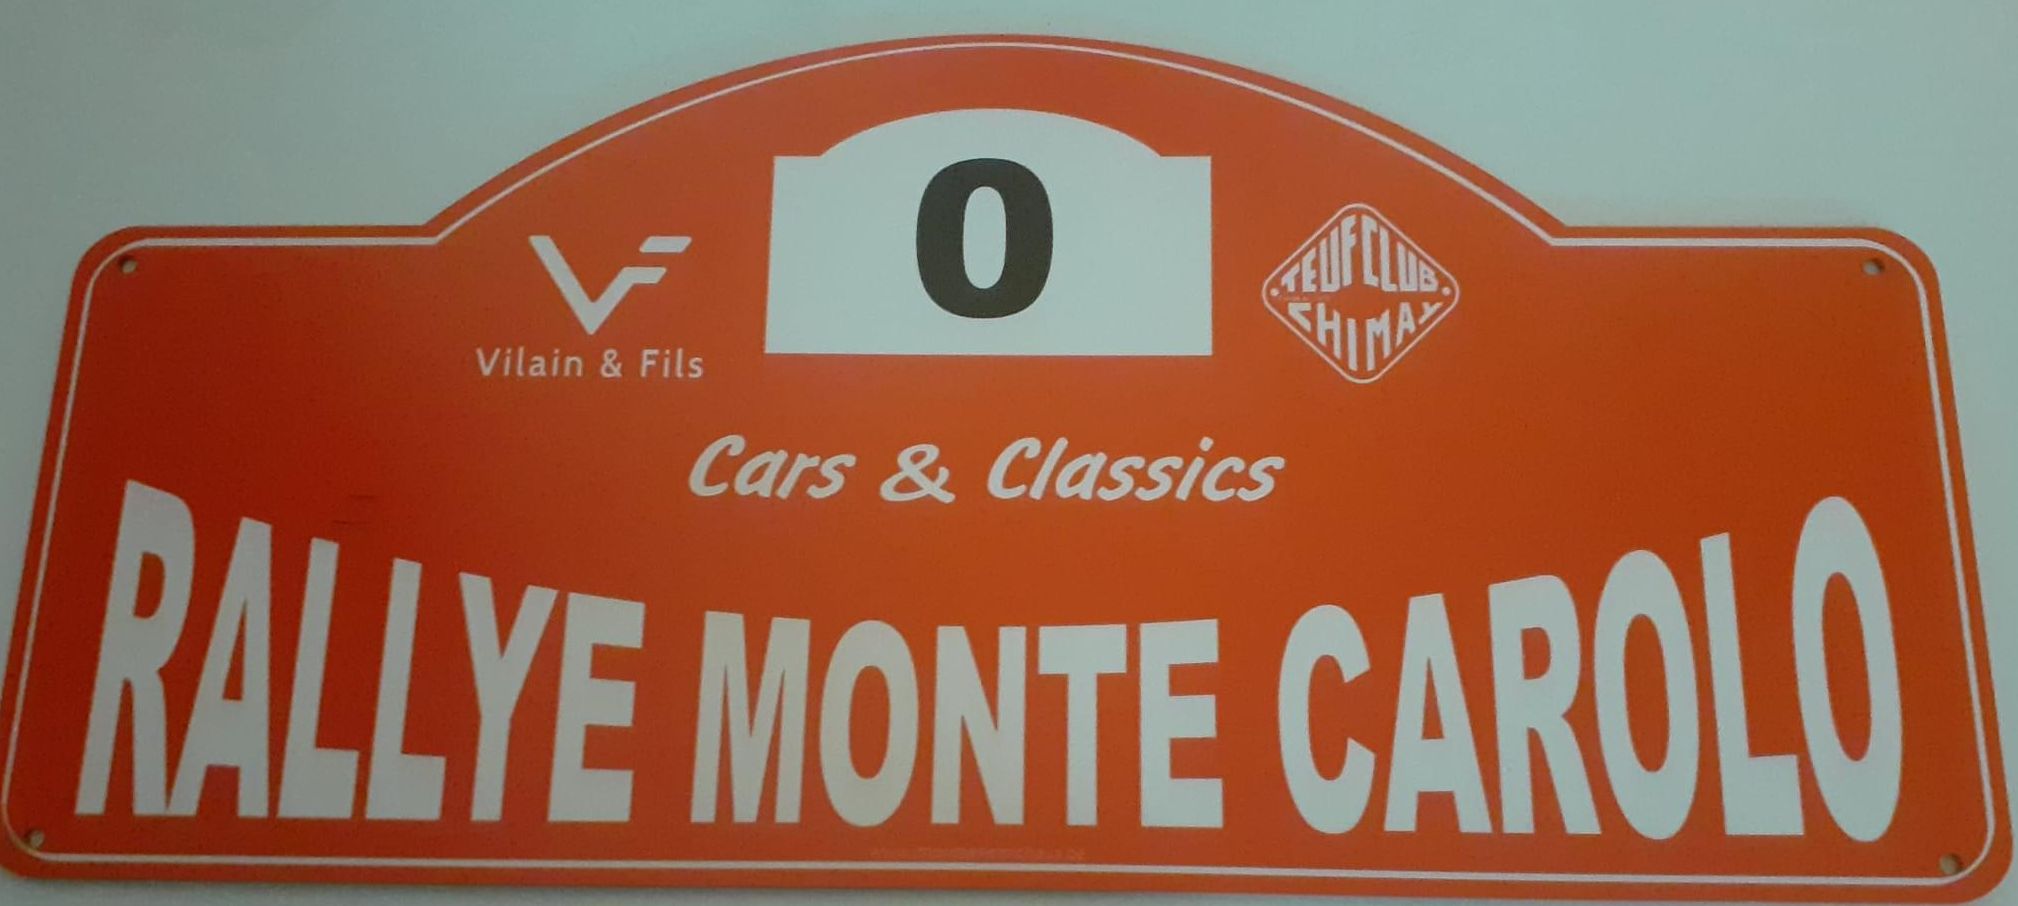 0
VF
Vilain & Fils
TEUF CLUB
CHIMAY
Cars & Classics
RALLYE MONTE CAROLO